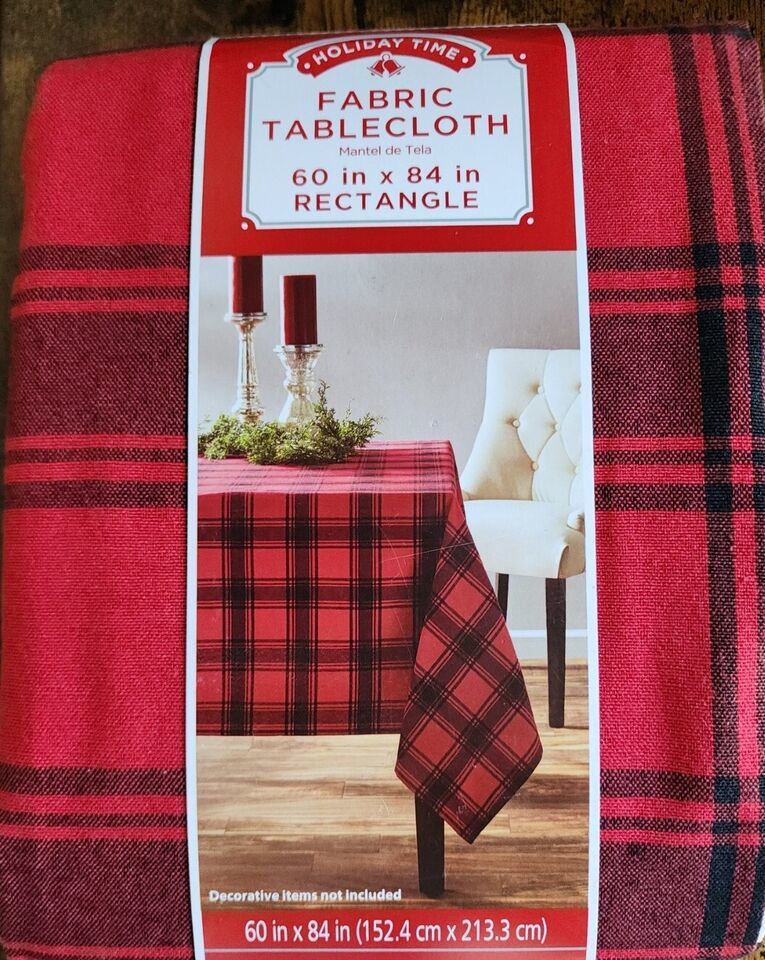 HOLIDAY TIME
FABRIC
TABLECLOTH
Mantel de Tela
60 in x 84 in
RECTANGLE
Decorative items not included
60 in x 84 in (152.4 cm x 213.3 cm)